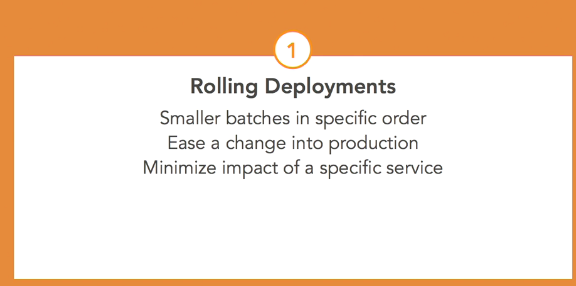 1
Rolling Deployments
Smaller batches in specific order
Ease a change into production
Minimize impact of a specific service